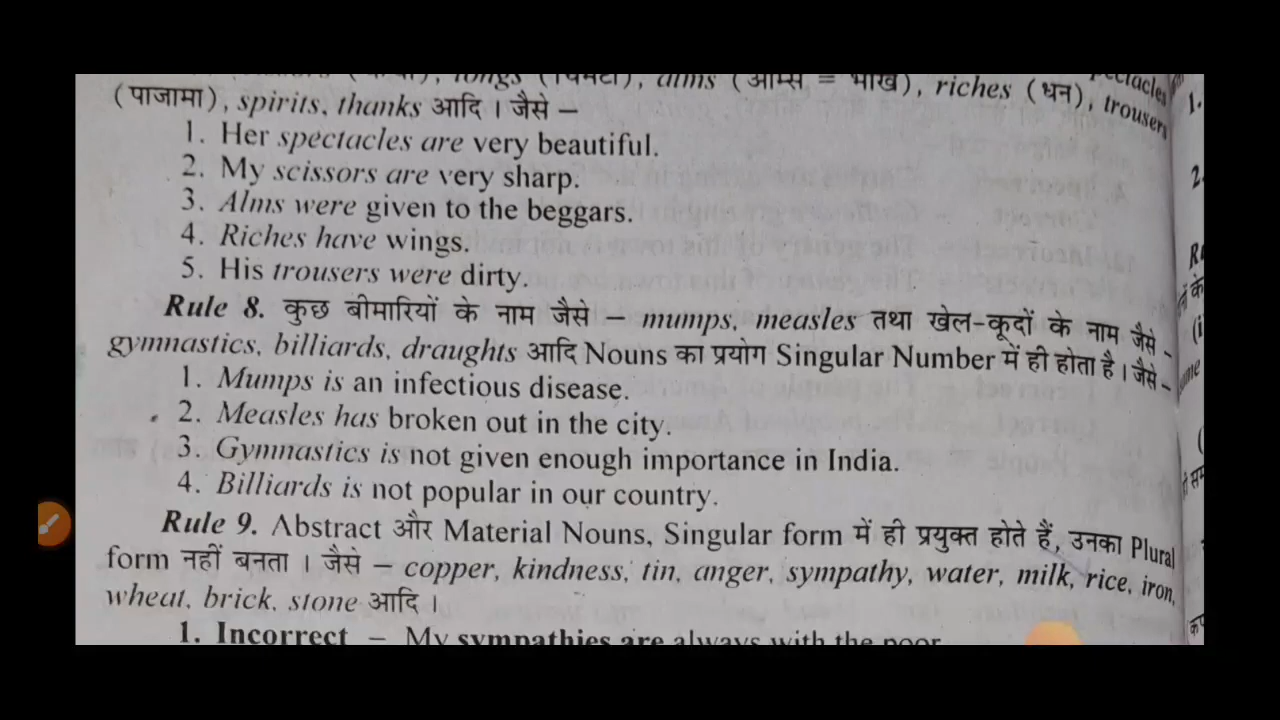 tongs (चिमटा), alms (आम्स = भीख), riches (धन), trousers
(पाजामा), spirits, thanks आदि । जैसे –
1. Her spectacles are very beautiful.
2. My scissors are very sharp.
3. Alms were given to the beggars.
4. Riches have wings.
5. His trousers were dirty.
Rule 8. कुछ बीमारियों के नाम जैसे – mumps, measles तथा खेल-कूदों के नाम जैसे –
gymnastics, billiards, draughts आदि Nouns का प्रयोग Singular Number में ही होता है । जैसे –
1. Mumps is an infectious disease.
2. Measles has broken out in the city.
3. Gymnastics is not given enough importance in India.
4. Billiards is not popular in our country.
Rule 9. Abstract और Material Nouns, Singular form में ही प्रयुक्त होते हैं, उनका Plural
form नहीं बनता । जैसे – copper, kindness, tin, anger, sympathy, water, milk, rice, iron,
wheat, brick, stone आदि ।
1. Incorrect – My sympathies are always with the poor